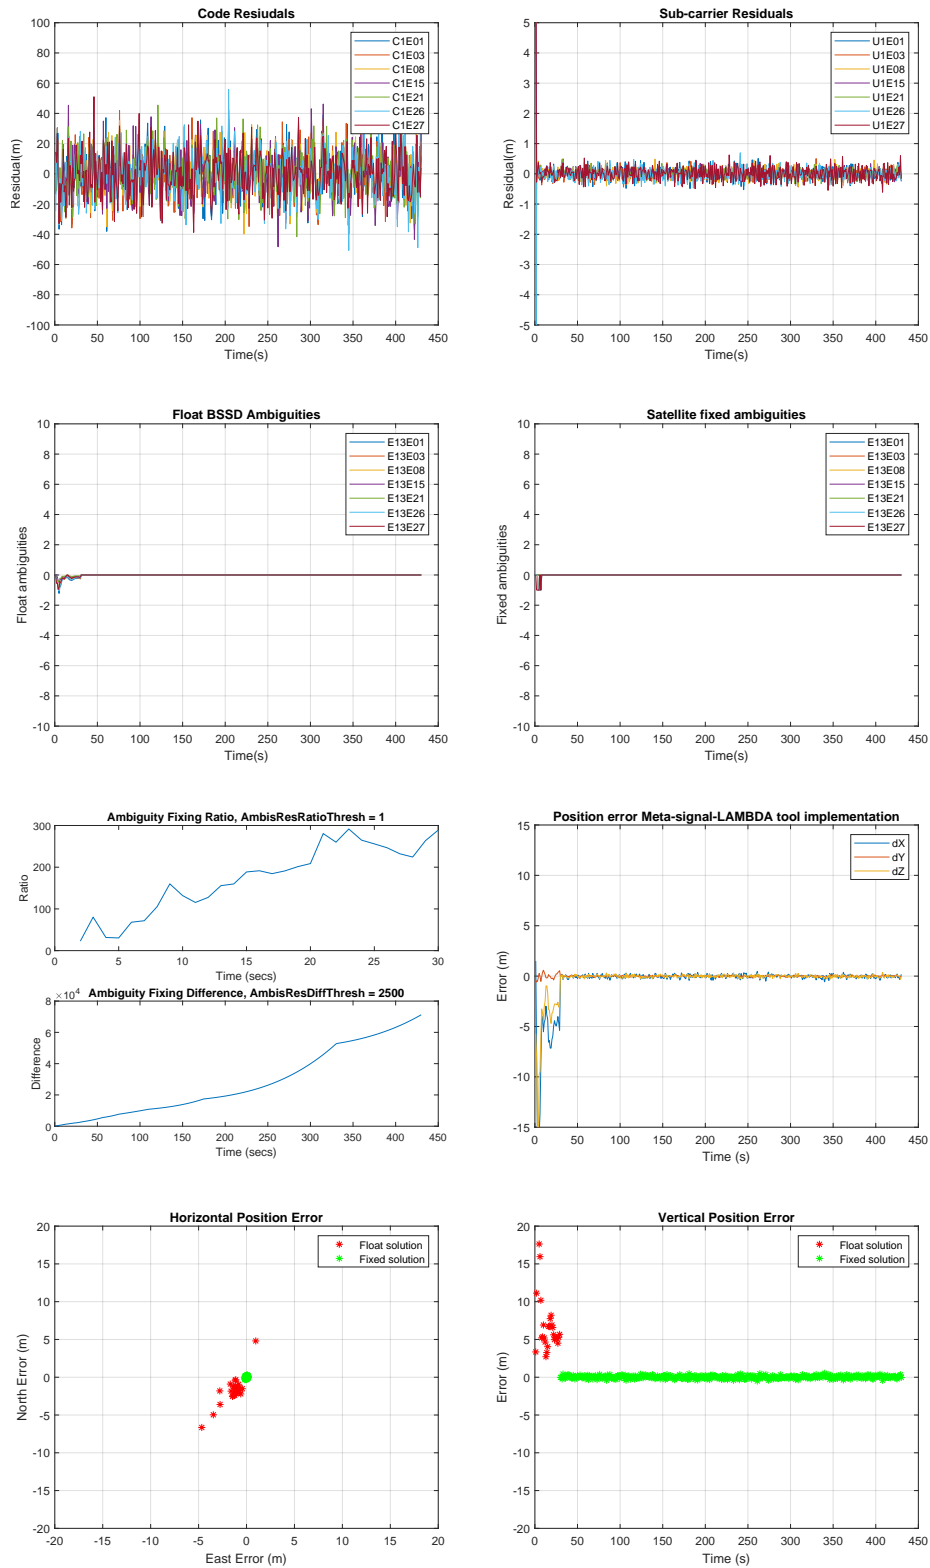 Code Resiudals
100
80
60
40
20
0
-20
-40
-60
-80
-100
Residual(m)
0 50 100 150 200 250 300 350 400 450
Time(s)
C1E01
C1E03
C1E08
C1E15
C1E21
C1E26
C1E27
Sub-carrier Residuals
5
4
3
2
1
0
-1
-2
-3
-4
-5
Residual(m)
0 50 100 150 200 250 300 350 400 450
Time(s)
U1E01
U1E03
U1E08
U1E15
U1E21
U1E26
U1E27
Float BSSD Ambiguities
10
8
6
4
2
0
-2
-4
-6
-8
-10
Float ambiguities
0 50 100 150 200 250 300 350 400 450
Time(s)
E13E01
E13E03
E13E08
E13E15
E13E21
E13E26
E13E27
Satellite fixed ambiguities
10
8
6
4
2
0
-2
-4
-6
-8
-10
Fixed ambiguities
0 50 100 150 200 250 300 350 400 450
Time(s)
E13E01
E13E03
E13E08
E13E15
E13E21
E13E26
E13E27
Ambiguity Fixing Ratio, AmbisResRatioThresh = 1
300
200
100
0
Ratio
0 5 10 15 20 25 30
Time (secs)
×10^4
Ambiguity Fixing Difference, AmbisResDiffThresh = 2500
8
6
4
2
0
Difference
0 50 100 150 200 250 300 350 400 450
Time (secs)
Position error Meta-signal-LAMBDA tool implementation
15
10
5
0
-5
-10
-15
Error (m)
0 50 100 150 200 250 300 350 400 450
Time (s)
dX
dY
dZ
Horizontal Position Error
20
15
10
5
0
-5
-10
-15
-20
North Error (m)
-20 -15 -10 -5 0 5 10 15 20
East Error (m)
Float solution
Fixed solution
Vertical Position Error
20
15
10
5
0
-5
-10
-15
-20
Error (m)
0 50 100 150 200 250 300 350 400 450
Time (s)
Float solution
Fixed solution